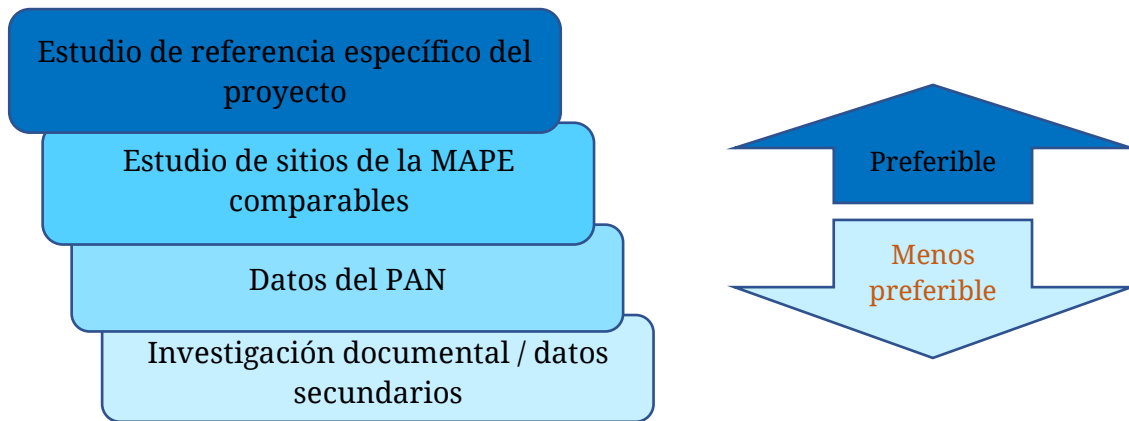 Estudio de referencia específico del
proyecto
Estudio de sitios de la MAPE
comparables
Datos del PAN
Investigación documental / datos
secundarios
Preferible
Menos
preferible